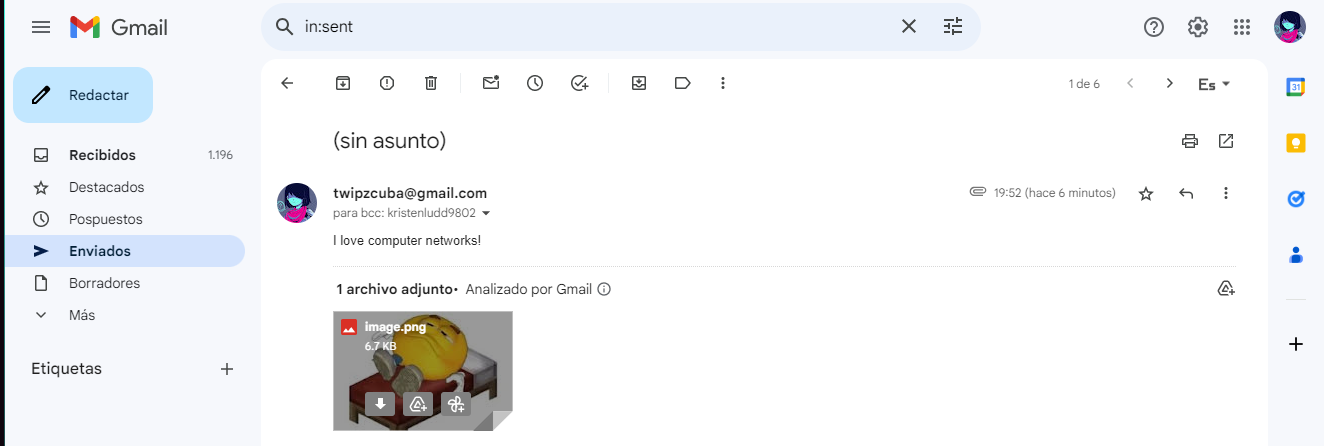 Gmail
in:sent
Redactar
1 de 6
Es
(sin asunto)
Recibidos 1.196
Destacados
twipzcuba@gmail.com
19:52 (hace 6 minutos)
para bcc: kristenludd9802
Pospuestos
I love computer networks!
Enviados
Borradores
1 archivo adjunto• Analizado por Gmail
Más
image.png
6.7 KB
Etiquetas
31